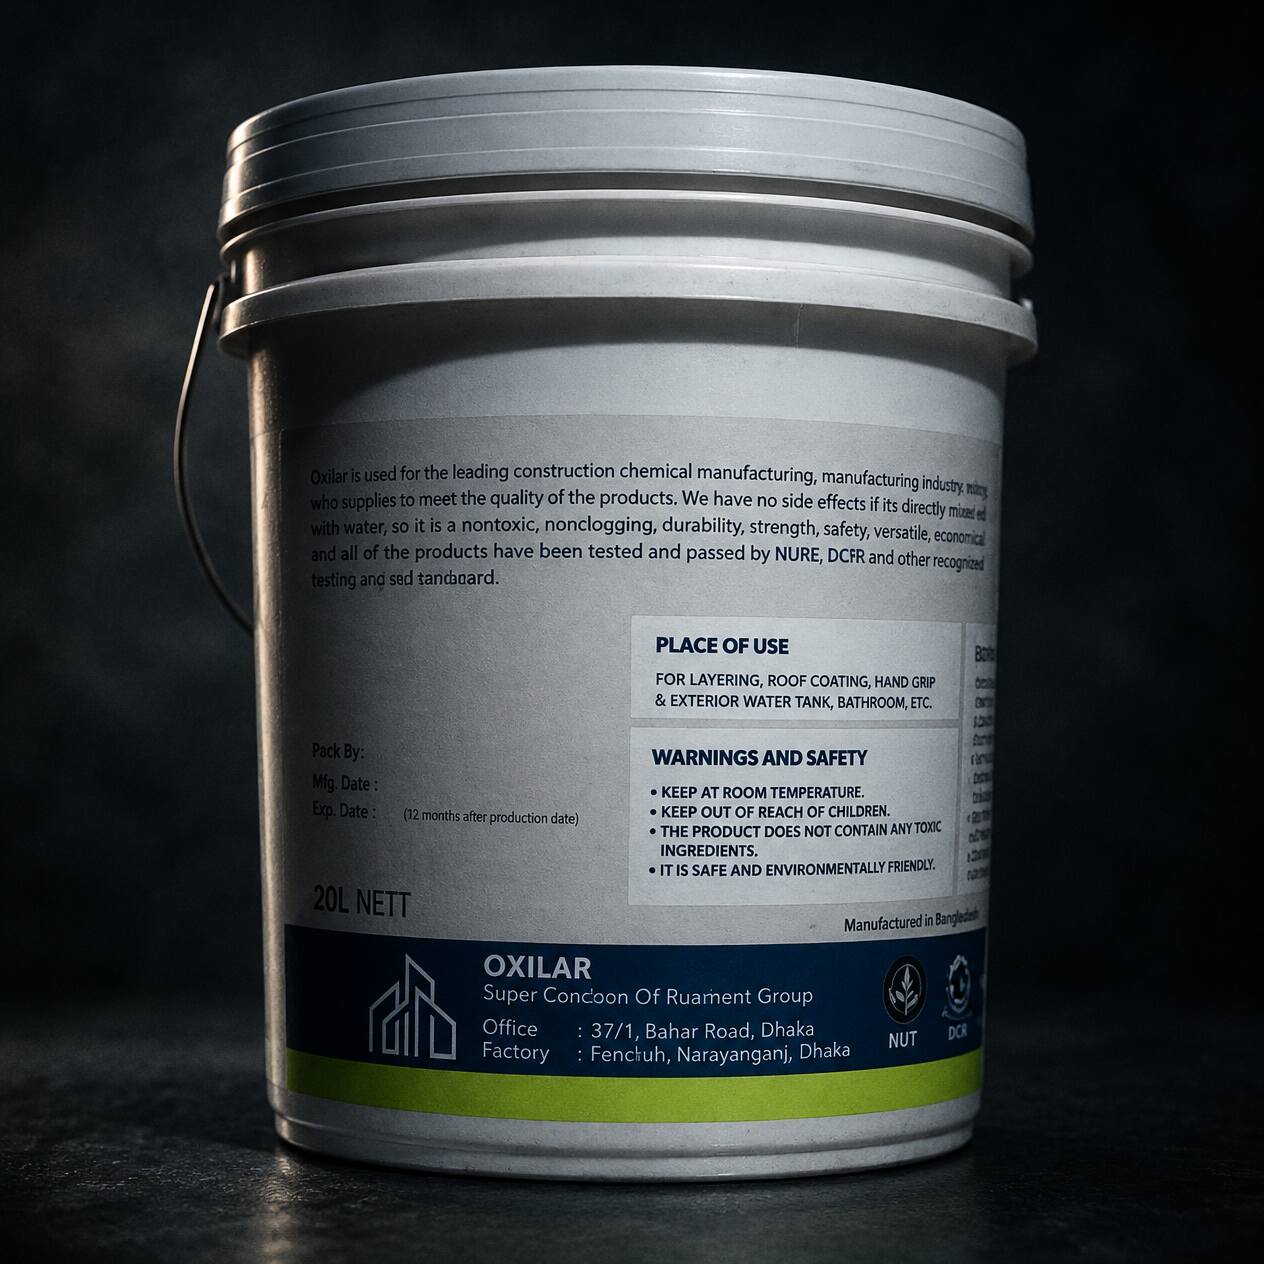 Oxilar is used for the leading construction chemical manufacturing, manufacturing industry.
who supplies to meet the quality of the products. We have no side effects if its directly mixed
with water, so it is a nontoxic, nonclogging, durability, strength, safety, versatile, economical
and all of the products have been tested and passed by NURE, DCFR and other recognized
testing and sed tandaard.
PLACE OF USE
FOR LAYERING, ROOF COATING, HAND GRIP
& EXTERIOR WATER TANK, BATHROOM, ETC.
WARNINGS AND SAFETY
• KEEP AT ROOM TEMPERATURE.
• KEEP OUT OF REACH OF CHILDREN.
• THE PRODUCT DOES NOT CONTAIN ANY TOXIC
INGREDIENTS.
• IT IS SAFE AND ENVIRONMENTALLY FRIENDLY.
Pack By:
Mfg. Date :
Exp. Date : (12 months after production date)
20L NETT
Manufactured in Bangladesh
OXILAR
Super Of Group
Office : 37/1, Bahar Road, Dhaka
Factory : Narayanganj, Dhaka
NUT